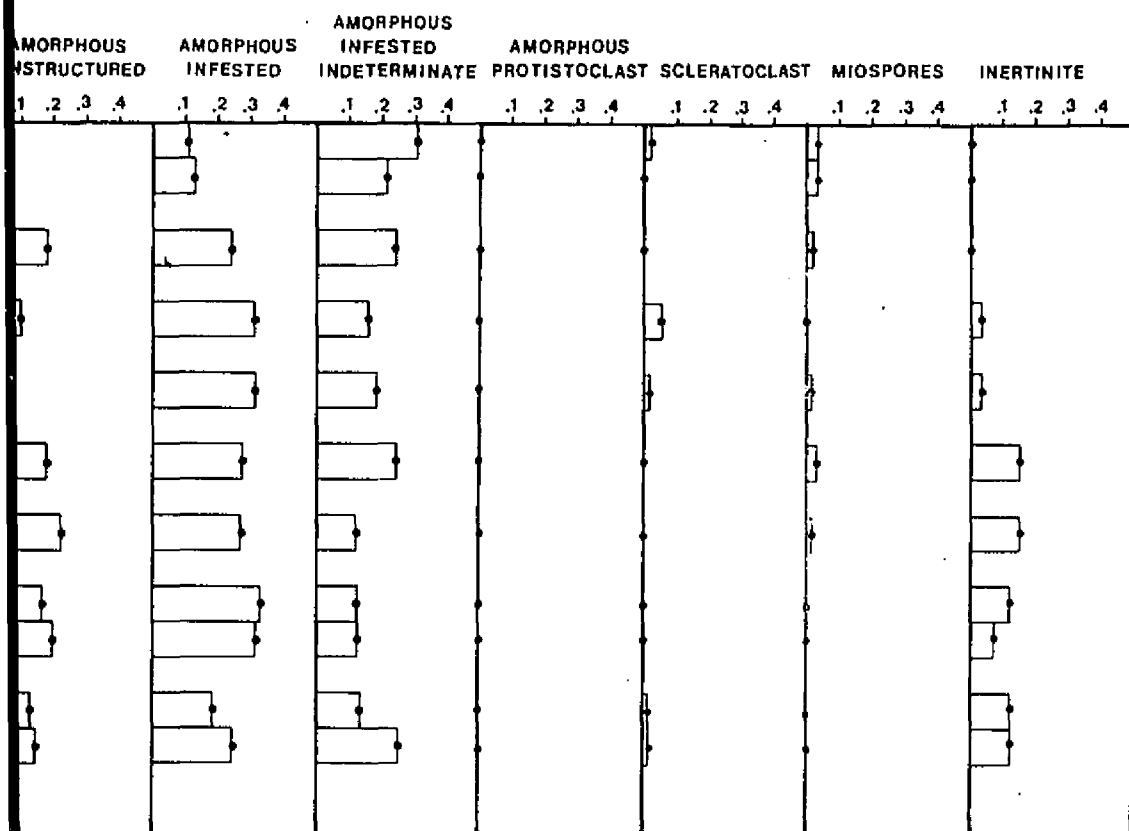 AMORPHOUS
AMORPHOUS AMORPHOUS INFESTED AMORPHOUS
NSTRUCTURED INFESTED INDETERMINATE PROTISTOCLAST SCLERATOCLAST MIOSPORES INERTINITE
.1 .2 .3 .4 .1 .2 .3 .4 .1 .2 .3 .4 .1 .2 .3 .4 .1 .2 .3 .4 .1 .2 .3 .4 .1 .2 .3 .4